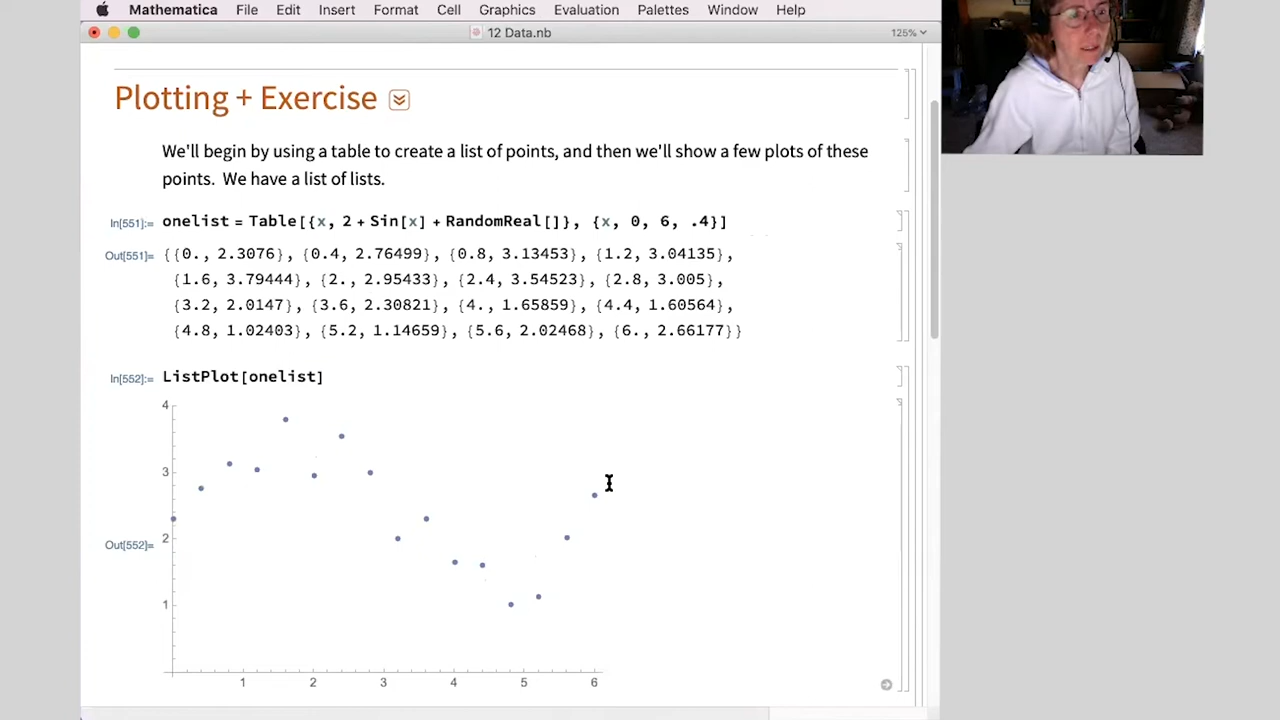 Mathematica File Edit Insert Format Cell Graphics Evaluation Palettes Window Help
12 Data.nb
125%
Plotting + Exercise
We'll begin by using a table to create a list of points, and then we'll show a few plots of these
points. We have a list of lists.
In[551]:= onelist = Table[{x, 2 + Sin[x] + RandomReal[]}, {x, 0, 6, .4}]
Out[551]= {{0., 2.3076}, {0.4, 2.76499}, {0.8, 3.13453}, {1.2, 3.04135},
{1.6, 3.79444}, {2., 2.95433}, {2.4, 3.54523}, {2.8, 3.005},
{3.2, 2.0147}, {3.6, 2.30821}, {4., 1.65859}, {4.4, 1.60564},
{4.8, 1.02403}, {5.2, 1.14659}, {5.6, 2.02468}, {6., 2.66177}}
In[552]:= ListPlot[onelist]
4
3
2
Out[552]=
1
1 2 3 4 5 6